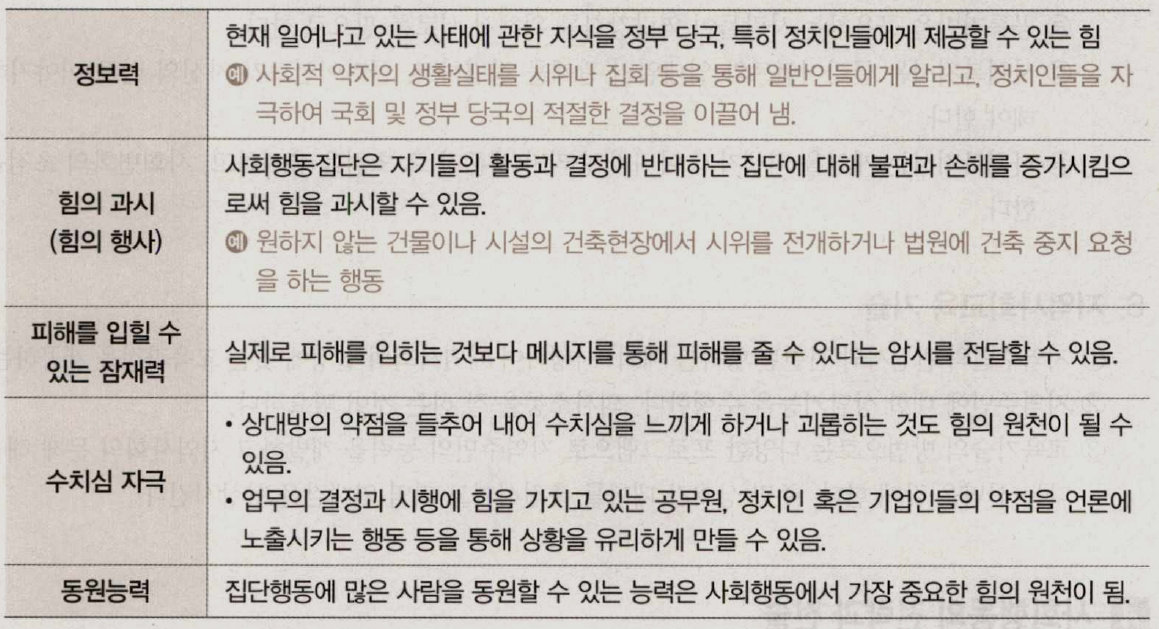 정보력
현재 일어나고 있는 사태에 관한 지식을 정부 당국, 특히 정치인들에게 제공할 수 있는 힘
예 사회적 약자의 생활실태를 시위나 집회 등을 통해 일반인들에게 알리고, 정치인들을 자
극하여 국회 및 정부 당국의 적절한 결정을 이끌어 냄.
힘의 과시
(힘의 행사)
사회행동집단은 자기들의 활동과 결정에 반대하는 집단에 대해 불편과 손해를 증가시킴으
로써 힘을 과시할 수 있음.
예 원하지 않는 건물이나 시설의 건축현장에서 시위를 전개하거나 법원에 건축 중지 요청
을 하는 행동
피해를 입힐 수
있는 잠재력
실제로 피해를 입히는 것보다 메시지를 통해 피해를 줄 수 있다는 암시를 전달할 수 있음.
수치심 자극
• 상대방의 약점을 들추어 내어 수치심을 느끼게 하거나 괴롭히는 것도 힘의 원천이 될 수
있음.
• 업무의 결정과 시행에 힘을 가지고 있는 공무원, 정치인 혹은 기업인들의 약점을 언론에
노출시키는 행동 등을 통해 상황을 유리하게 만들 수 있음.
동원능력
집단행동에 많은 사람을 동원할 수 있는 능력은 사회행동에서 가장 중요한 힘의 원천이 됨.